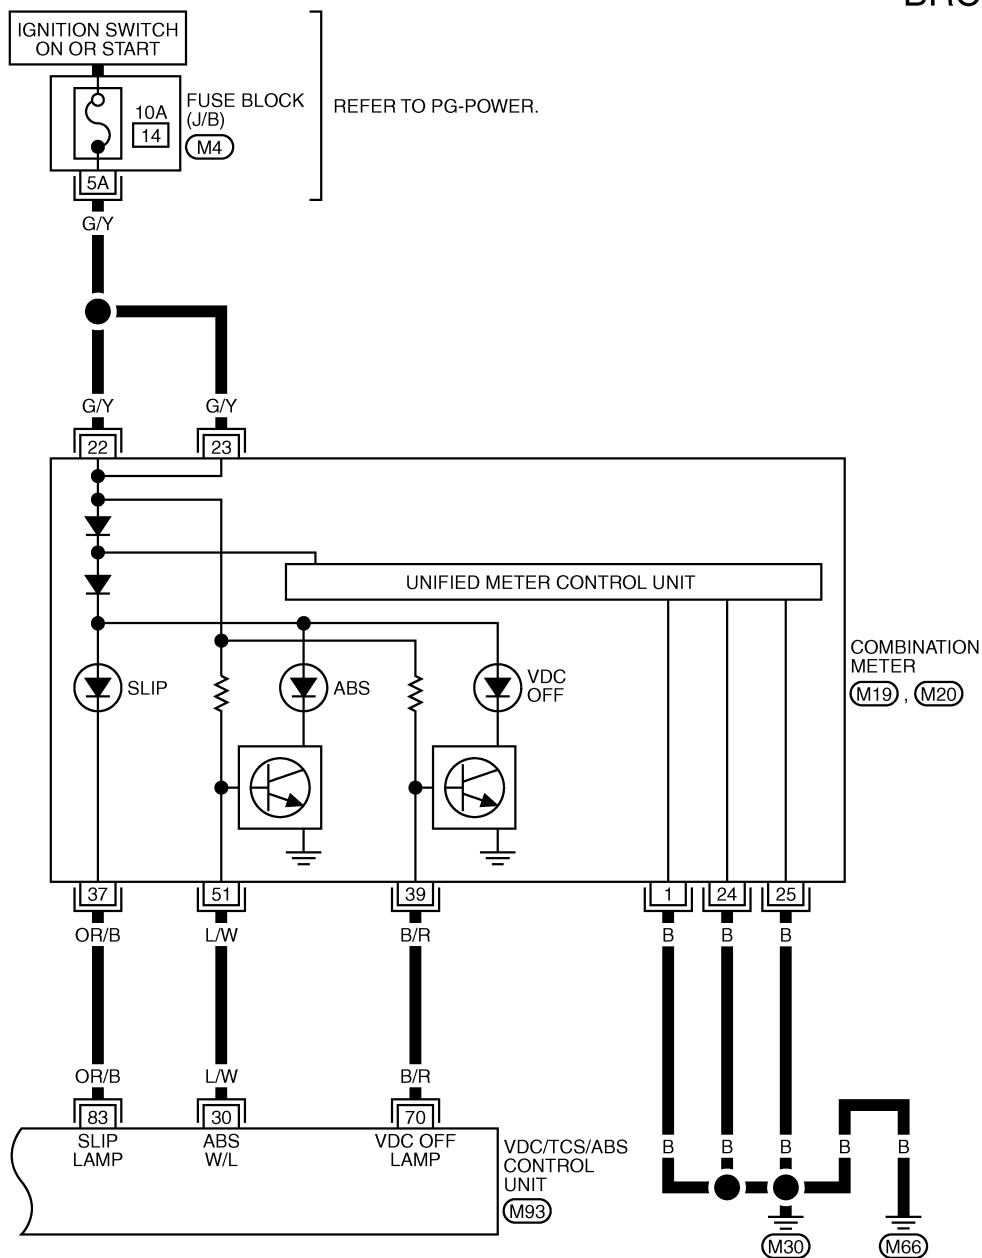 IGNITION SWITCH
ON OR START
10A
14
FUSE BLOCK
(J/B)
M4
REFER TO PG-POWER.
5A
G/Y
G/Y G/Y
22 23
UNIFIED METER CONTROL UNIT
COMBINATION
METER
M19 , M20
SLIP
ABS
VDC
OFF
37 51 39 1 24 25
OR/B L/W B/R B B B
OR/B L/W B/R
83 30 70
SLIP
LAMP
ABS
W/L
VDC OFF
LAMP
VDC/TCS/ABS
CONTROL
UNIT
M93
B B B B B
M30 M66